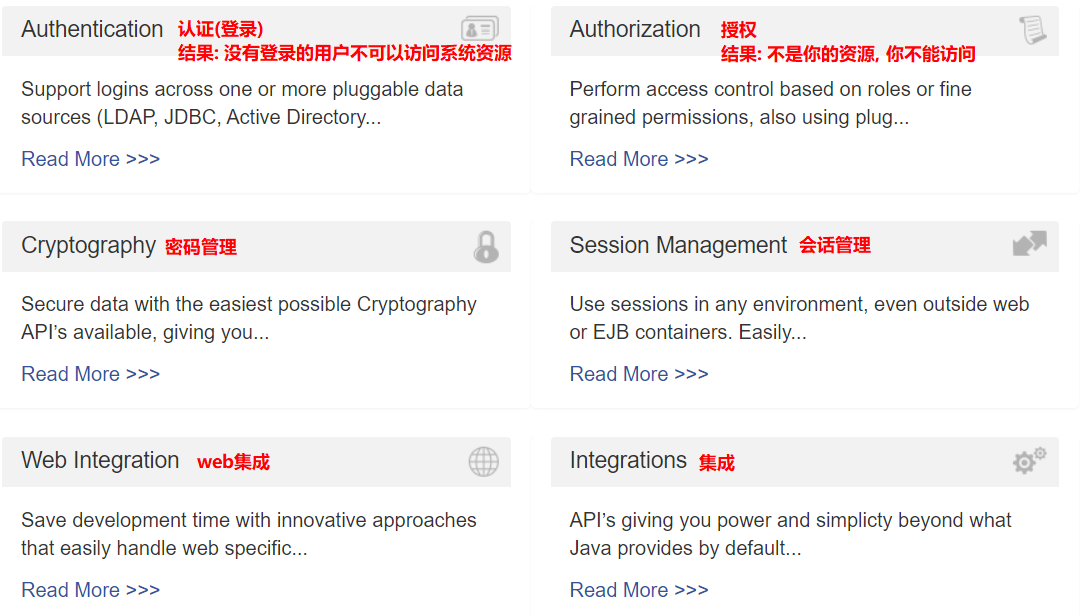 Authentication 认证(登录)
结果: 没有登录的用户不可以访问系统资源
Support logins across one or more pluggable data
sources (LDAP, JDBC, Active Directory...
Read More >>>
Authorization 授权
结果: 不是你的资源, 你不能访问
Perform access control based on roles or fine
grained permissions, also using plug...
Read More >>>
Cryptography 密码管理
Secure data with the easiest possible Cryptography
API’s available, giving you...
Read More >>>
Session Management 会话管理
Use sessions in any environment, even outside web
or EJB containers. Easily...
Read More >>>
Web Integration web集成
Save development time with innovative approaches
that easily handle web specific...
Read More >>>
Integrations 集成
API’s giving you power and simplicty beyond what
Java provides by default...
Read More >>>